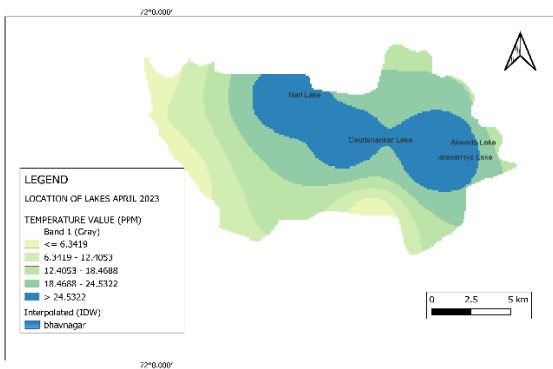 72°0.000'
Nari Lake
Gaurishankar Lake
Akwada Lake
LEGEND
LOCATION OF LAKES APRIL 2023
TEMPERATURE VALUE (PPM)
Band 1 (Gray)
<= 6.3419
6.3419 - 12.4053
12.4053 - 18.4688
18.4688 - 24.5322
> 24.5322
Interpolated (IDW)
bhavnagar
0 2.5 5 km
72°0.000'